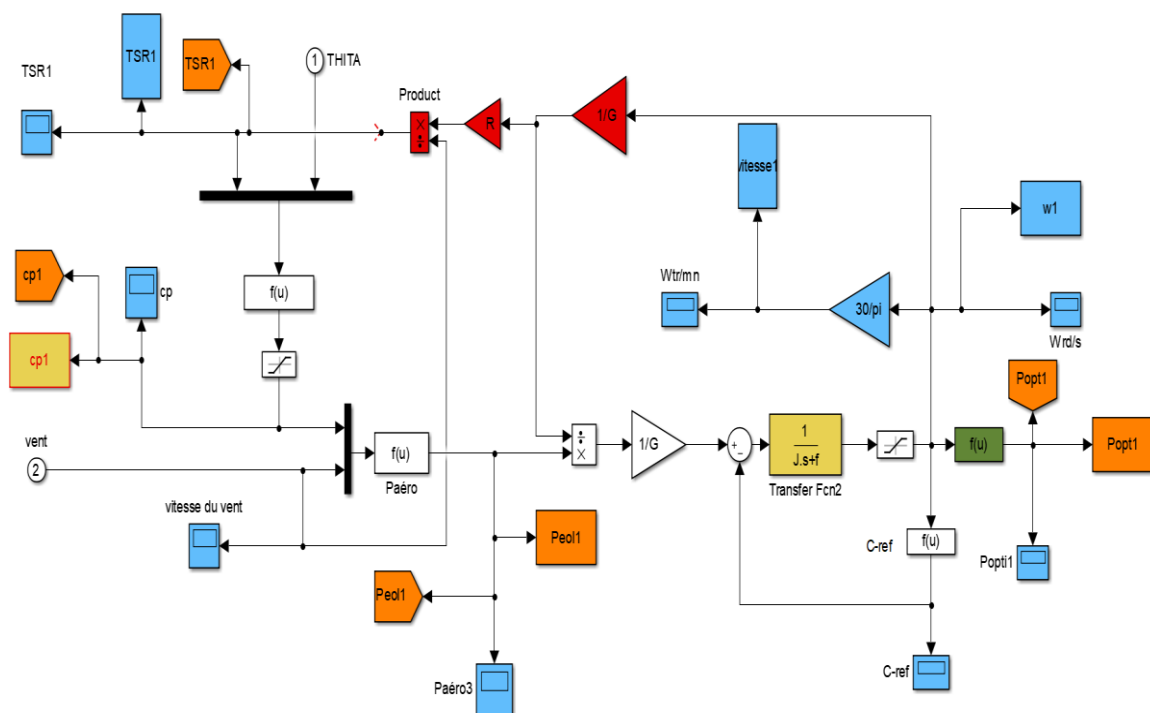 TSR1
TSR1
TSR1
1
THITA
Product
X
÷
R
1/G
vitesse1
w1
cp1
cp
f(u)
Wtr/mn
30/pi
Wrd/s
cp1
Popt1
vent
2
f(u)
Paéro
÷
X
1/G
+
−
1
J.s+f
Transfer Fcn2
f(u)
Popt1
vitesse du vent
Peol1
C-ref
f(u)
Popti1
Peol1
Paéro3
C-ref